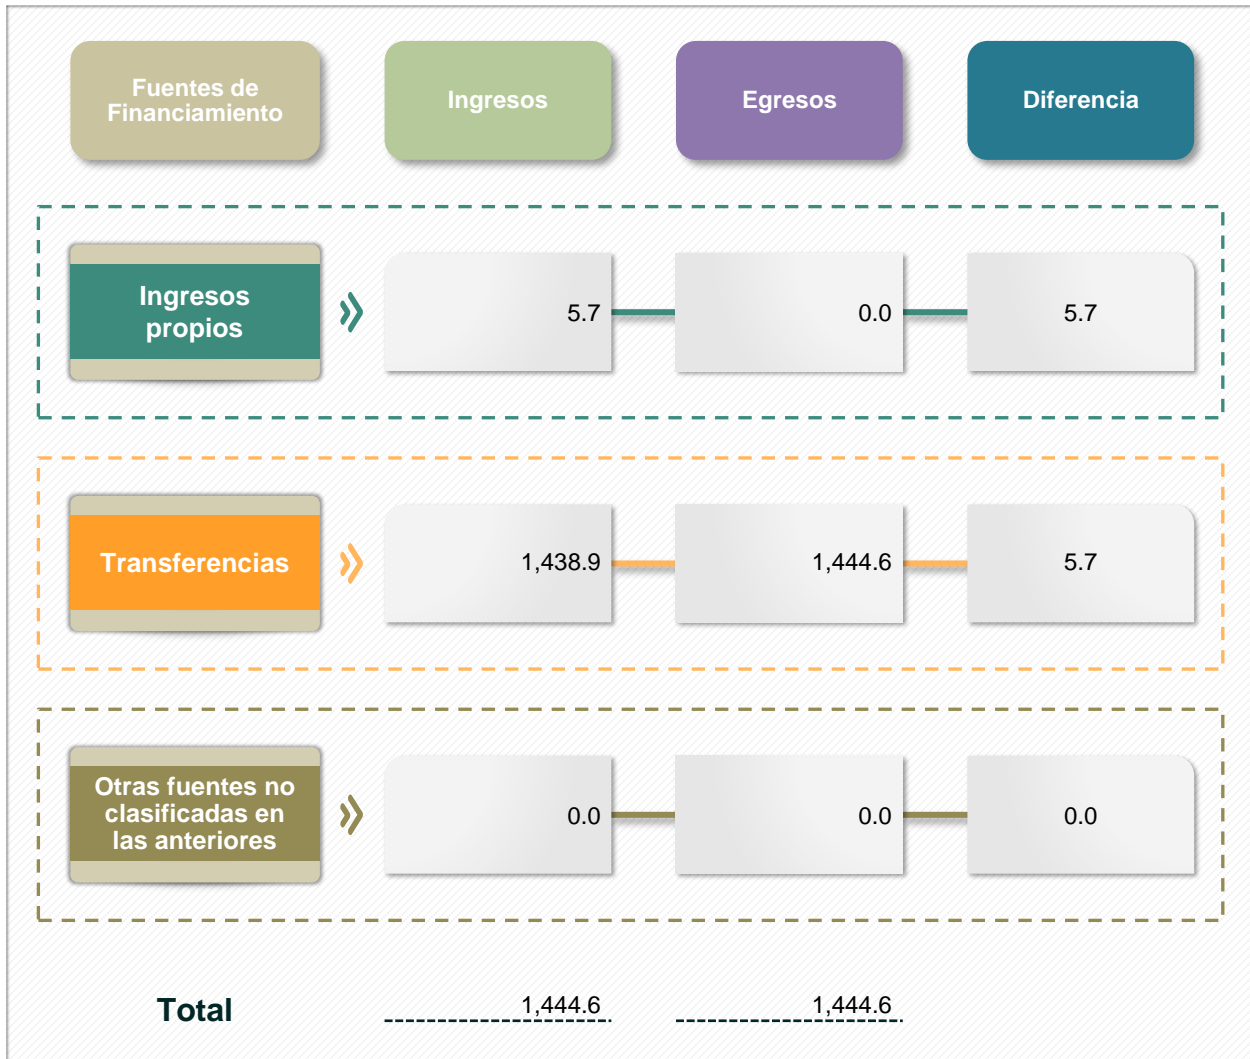 Fuentes de
Financiamiento
Ingresos
Egresos
Diferencia
Ingresos
propios
5.7
0.0
5.7
Transferencias
1,438.9
1,444.6
5.7
Otras fuentes no
clasificadas en
las anteriores
0.0
0.0
0.0
Total
1,444.6
1,444.6